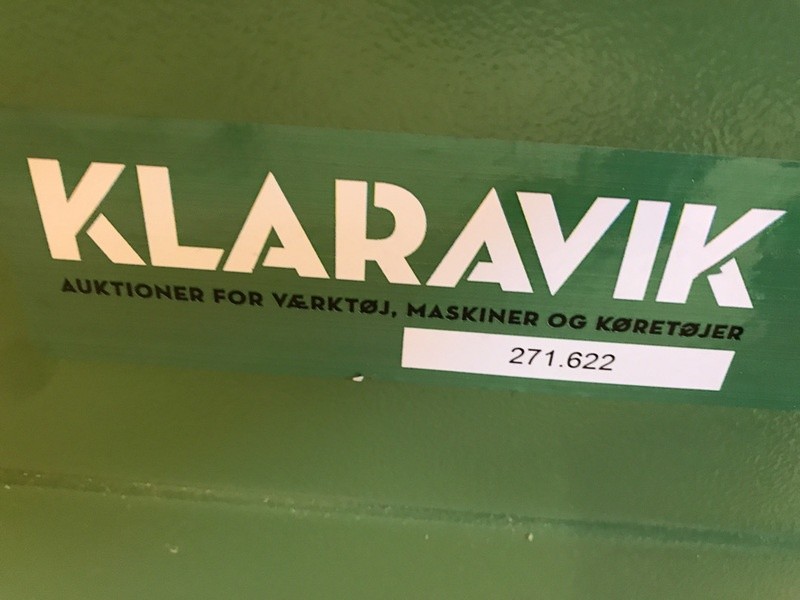 KLARAVIK
AUKTIONER FOR VÆRKTØJ, MASKINER OG KØRETØJER
271.622